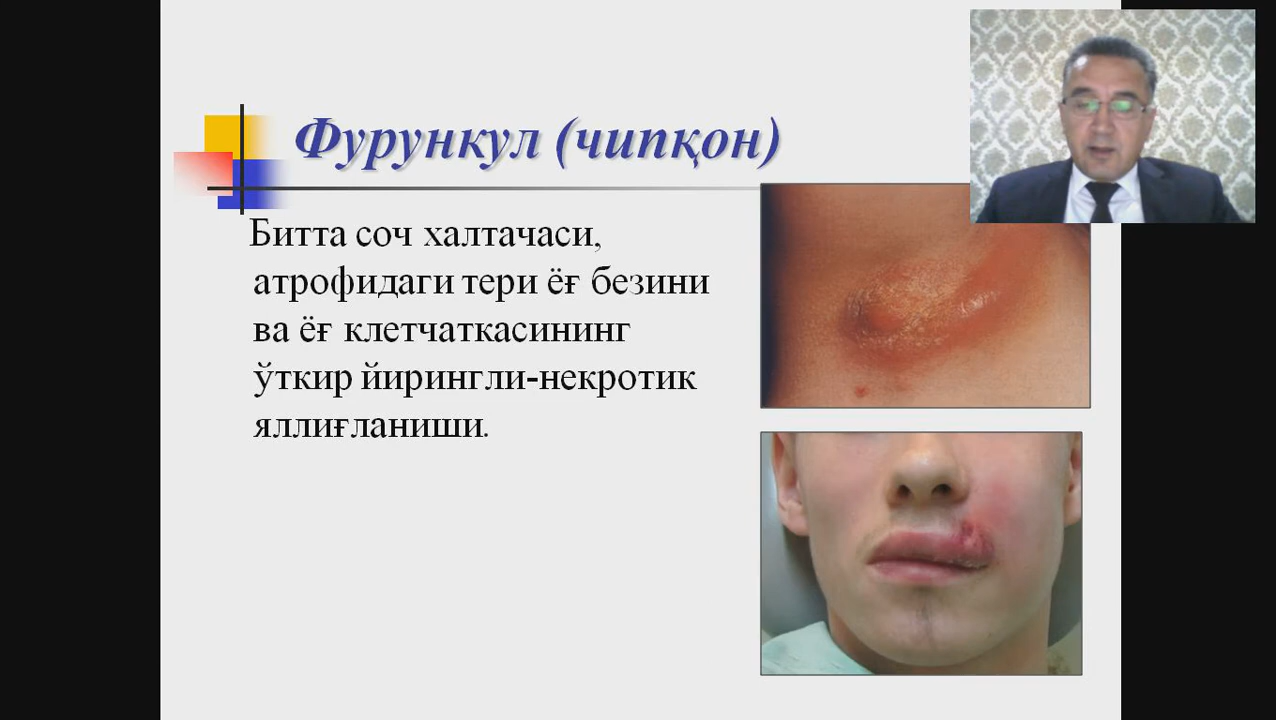 Фурункул (чипқон)
Битта соч халтачаси,
атрофидаги тери ёғ безини
ва ёғ клетчаткасининг
ўткир йирингли-некротик
яллиғланиши.